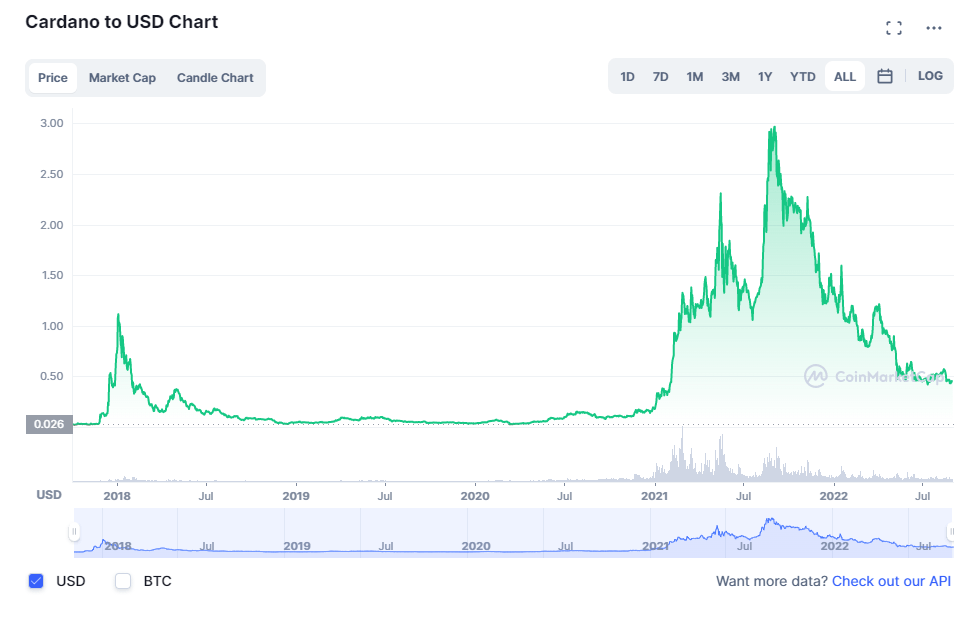 Cardano to USD Chart
Price Market Cap Candle Chart
1D 7D 1M 3M 1Y YTD ALL LOG
3.00
2.50
2.00
1.50
1.00
0.50
0.026
CoinMarketCap
USD 2018 Jul 2019 Jul 2020 Jul 2021 Jul 2022 Jul
2018 Jul 2019 Jul 2020 Jul 2021 Jul 2022 Jul
USD BTC
Want more data? Check out our API